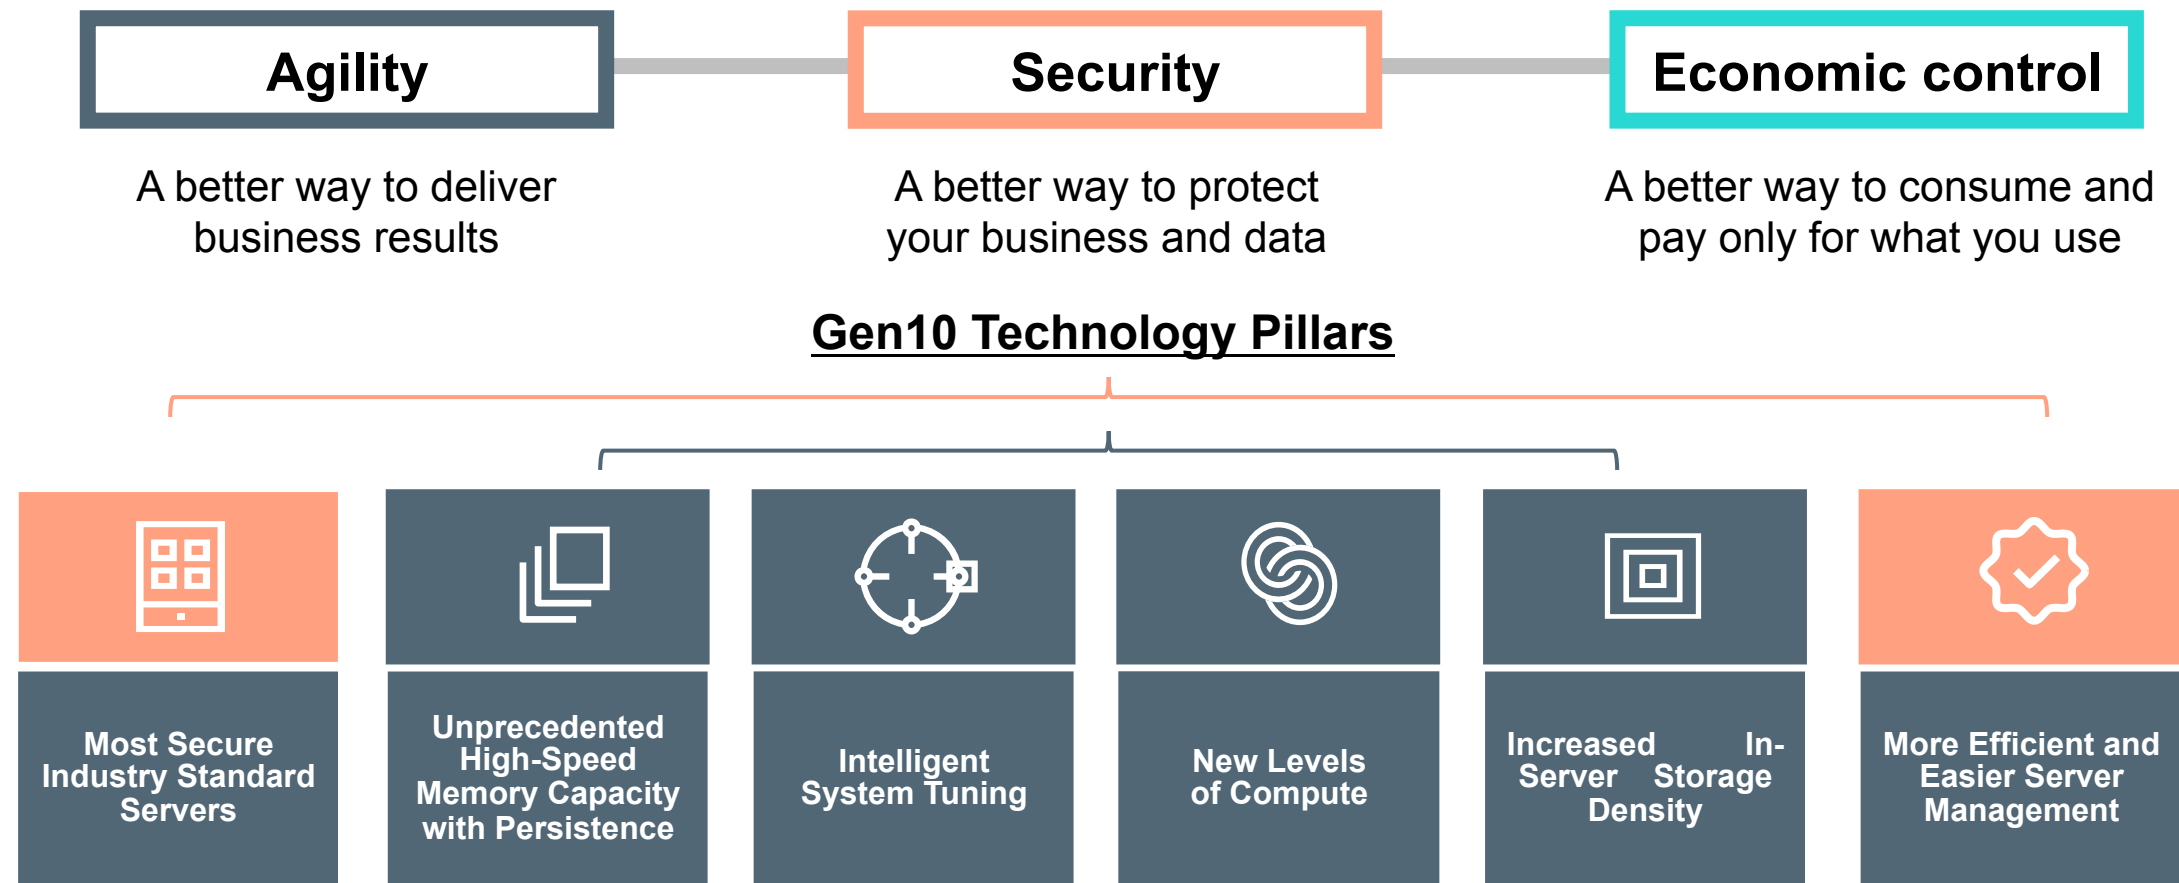 Agility
Security
Economic control
A better way to deliver
business results
A better way to protect
your business and data
A better way to consume and
pay only for what you use
Gen10 Technology Pillars
Most Secure
Industry Standard
Servers
Unprecedented
High-Speed
Memory Capacity
with Persistence
Intelligent
System Tuning
New Levels
of Compute
Increased In-
Server Storage
Density
More Efficient and
Easier Server
Management